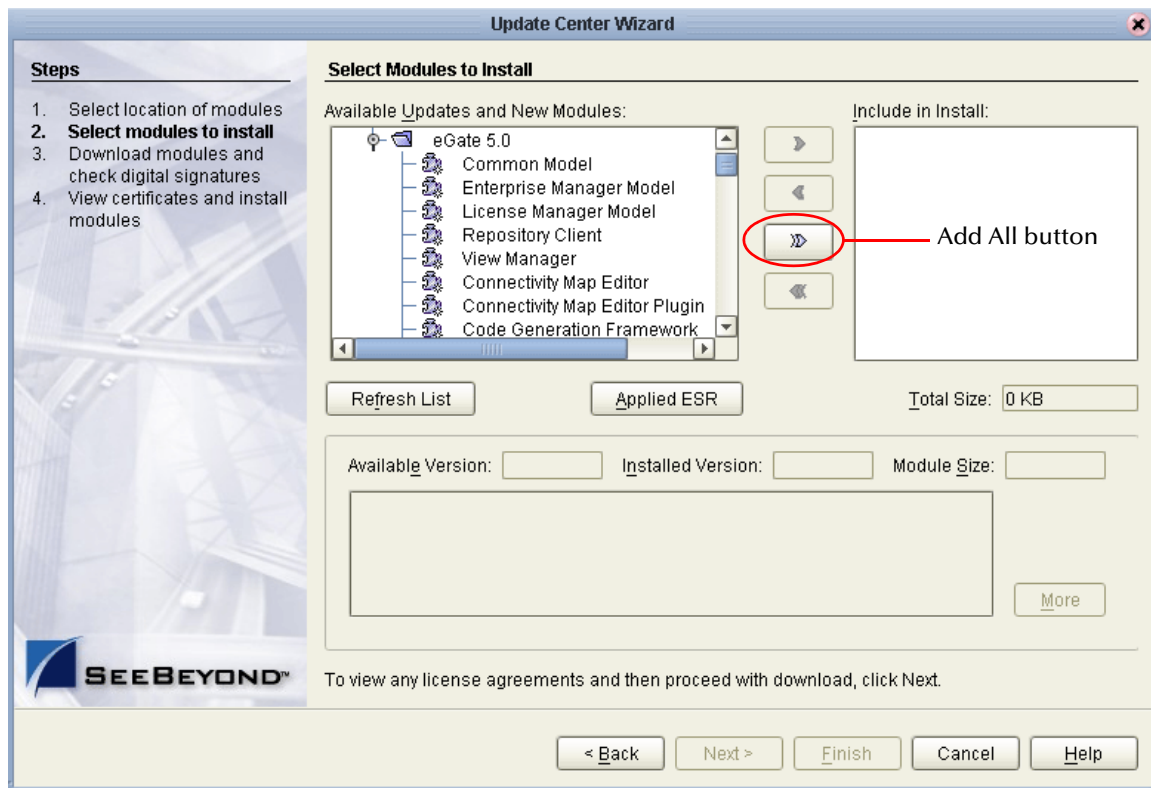 Update Center Wizard
Steps
1. Select location of modules
2. Select modules to install
3. Download modules and
check digital signatures
4. View certificates and install
modules
SEEBEYOND™
Select Modules to Install
Available Updates and New Modules:
eGate 5.0
Common Model
Enterprise Manager Model
License Manager Model
Repository Client
View Manager
Connectivity Map Editor
Connectivity Map Editor Plugin
Code Generation Framework
Include in Install:
Add All button
Refresh List
Applied ESR
Total Size: 0 KB
Available Version:
Installed Version:
Module Size:
More
To view any license agreements and then proceed with download, click Next.
< Back
Next >
Finish
Cancel
Help